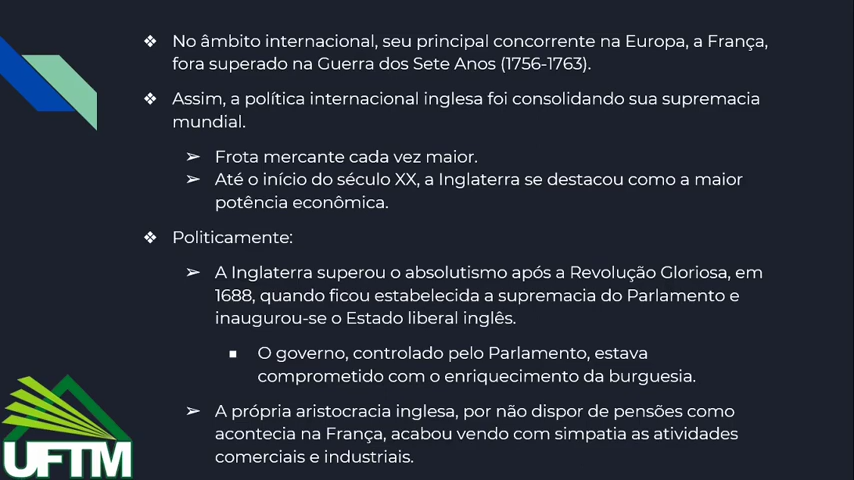 ❖ No âmbito internacional, seu principal concorrente na Europa, a França,
fora superado na Guerra dos Sete Anos (1756-1763).
❖ Assim, a política internacional inglesa foi consolidando sua supremacia
mundial.
➢ Frota mercante cada vez maior.
➢ Até o início do século XX, a Inglaterra se destacou como a maior
potência econômica.
❖ Politicamente:
➢ A Inglaterra superou o absolutismo após a Revolução Gloriosa, em
1688, quando ficou estabelecida a supremacia do Parlamento e
inaugurou-se o Estado liberal inglês.
■ O governo, controlado pelo Parlamento, estava
comprometido com o enriquecimento da burguesia.
➢ A própria aristocracia inglesa, por não dispor de pensões como
acontecia na França, acabou vendo com simpatia as atividades
comerciais e industriais.
UFTM